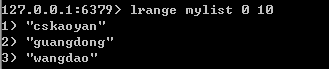 127.0.0.1:6379> lrange mylist 0 10
1) "cskaoyan"
2) "guangdong"
3) "wangdao"